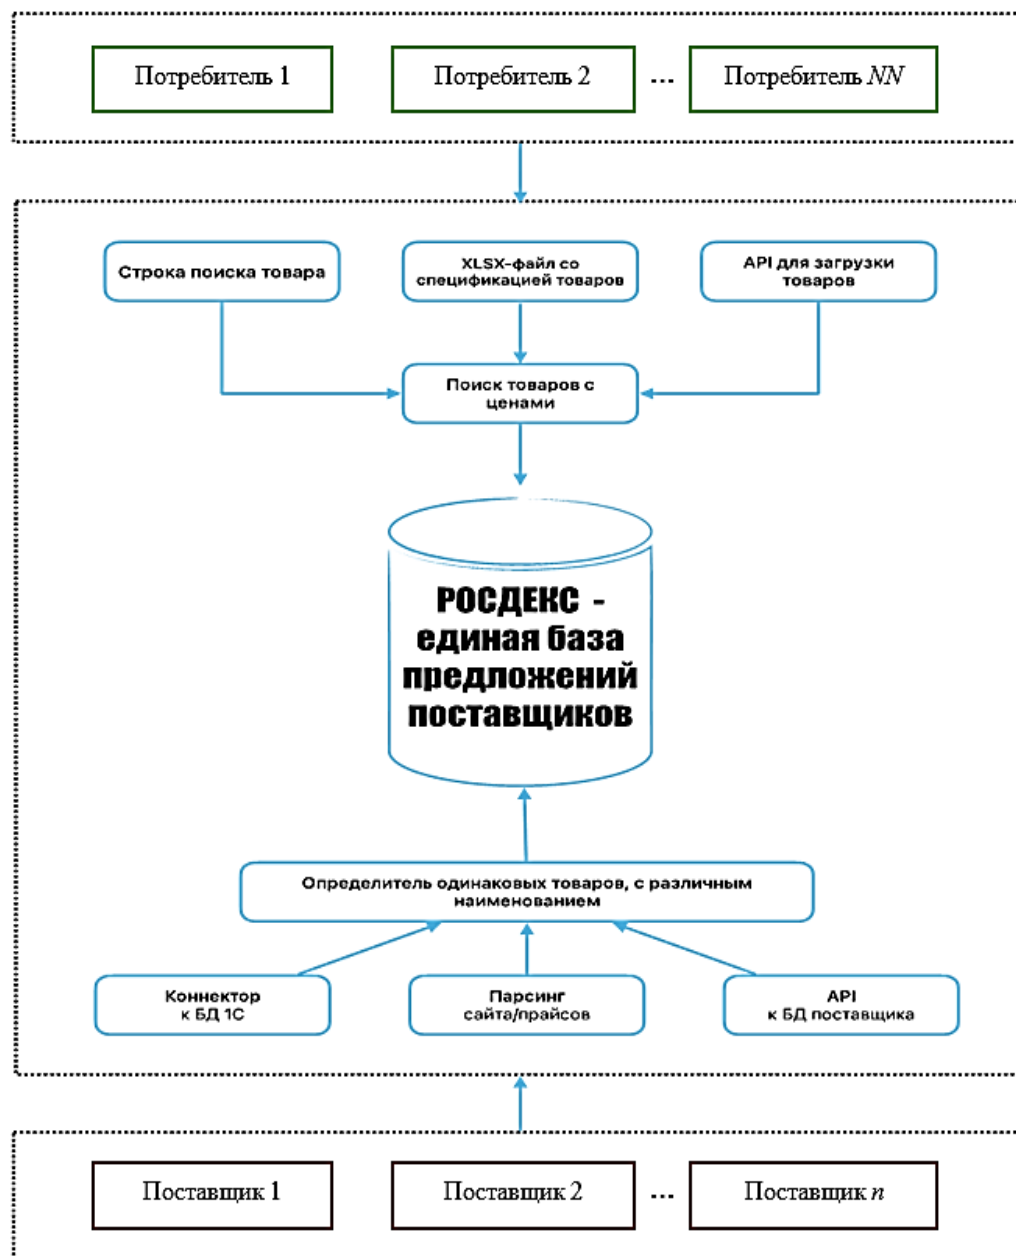 Потребитель 1
Потребитель 2
...
Потребитель NN
Строка поиска товара
XLSX-файл со
спецификацией товаров
API для загрузки
товаров
Поиск товаров с
ценами
РОСДЕКС -
единая база
предложений
поставщиков
Определитель одинаковых товаров, с различным
наименованием
Коннектор
к БД 1С
Парсинг
сайта/прайсов
API
к БД поставщика
Поставщик 1
Поставщик 2
...
Поставщик n